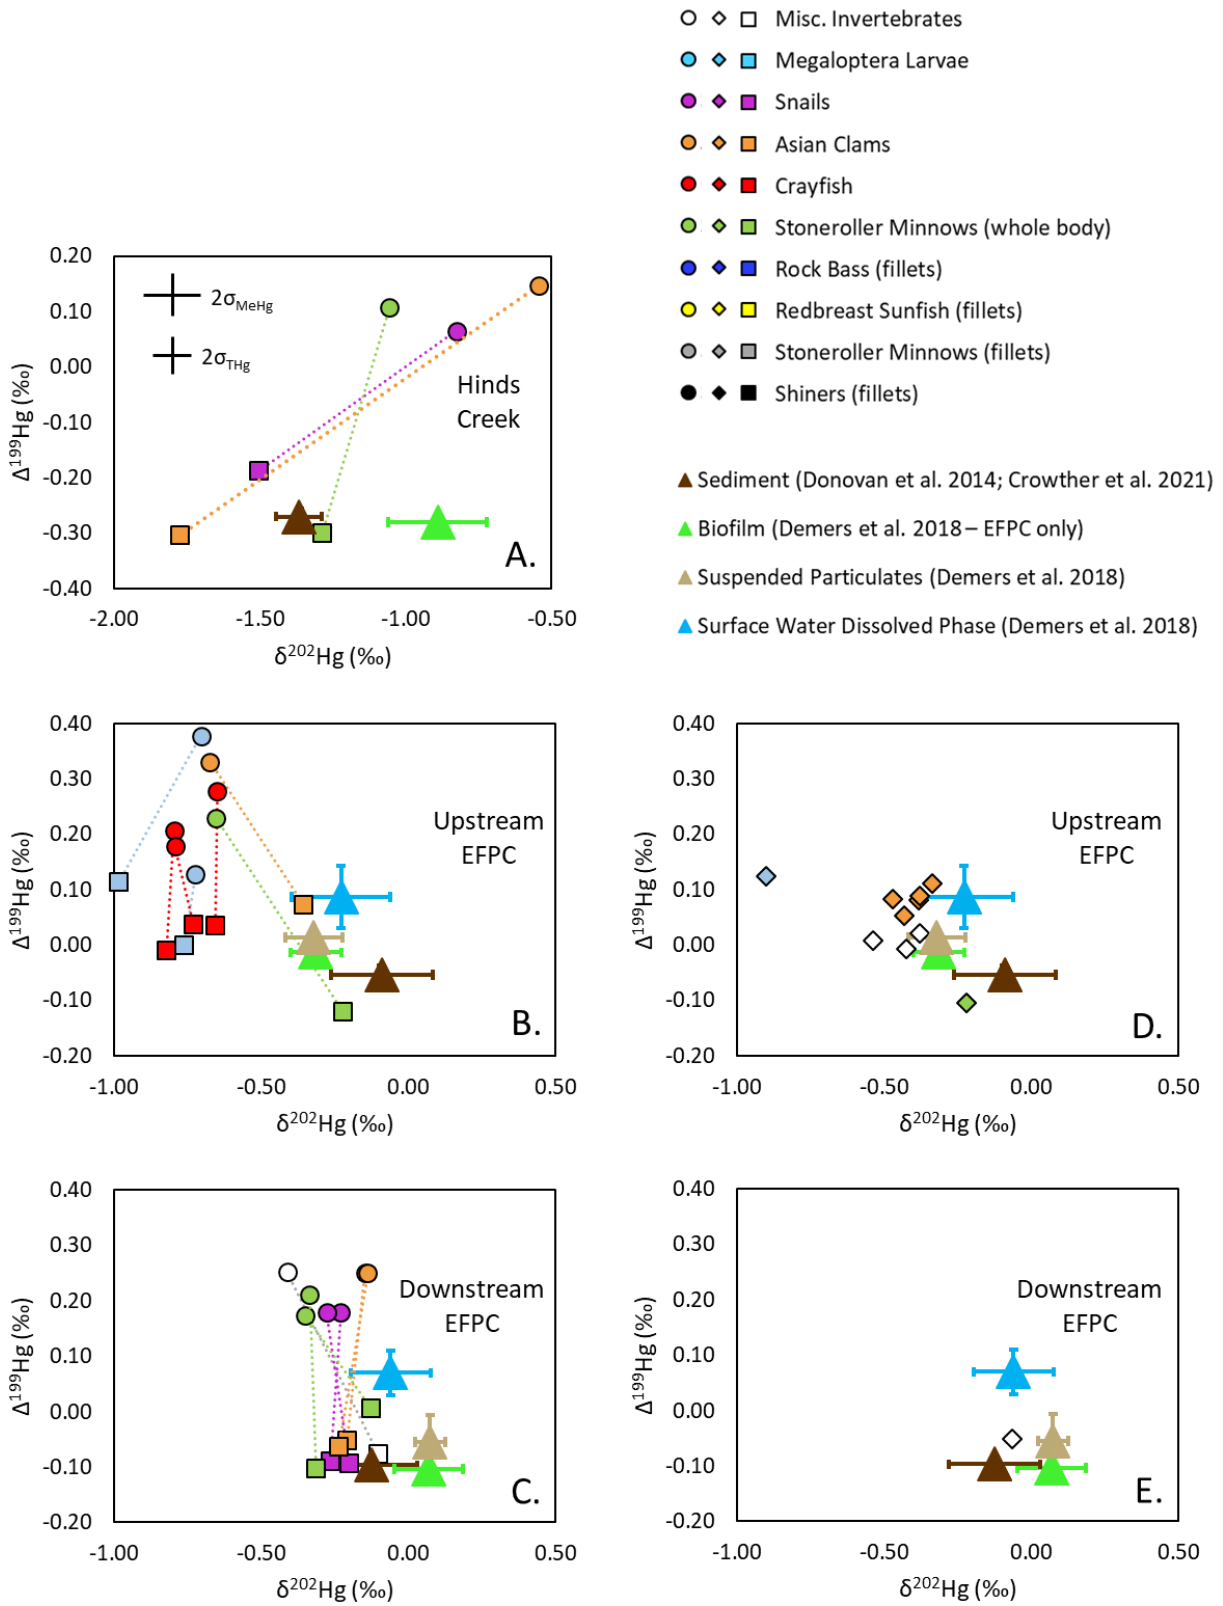 Misc. Invertebrates
Megaloptera Larvae
Snails
Asian Clams
Crayfish
Stoneroller Minnows (whole body)
Rock Bass (fillets)
Redbreast Sunfish (fillets)
Stoneroller Minnows (fillets)
Shiners (fillets)
Sediment (Donovan et al. 2014; Crowther et al. 2021)
Biofilm (Demers et al. 2018 – EFPC only)
Suspended Particulates (Demers et al. 2018)
Surface Water Dissolved Phase (Demers et al. 2018)
0.20
0.10
0.00
-0.10
-0.20
-0.30
-0.40
Δ¹⁹⁹Hg (‰)
2σMeHg
2σTHg
Hinds
Creek
A.
-2.00 -1.50 -1.00 -0.50
δ²⁰²Hg (‰)
0.40
0.30
0.20
0.10
0.00
-0.10
-0.20
Δ¹⁹⁹Hg (‰)
Upstream
EFPC
B.
-1.00 -0.50 0.00 0.50
δ²⁰²Hg (‰)
0.40
0.30
0.20
0.10
0.00
-0.10
-0.20
Δ¹⁹⁹Hg (‰)
Upstream
EFPC
D.
-1.00 -0.50 0.00 0.50
δ²⁰²Hg (‰)
0.40
0.30
0.20
0.10
0.00
-0.10
-0.20
Δ¹⁹⁹Hg (‰)
Downstream
EFPC
C.
-1.00 -0.50 0.00 0.50
δ²⁰²Hg (‰)
0.40
0.30
0.20
0.10
0.00
-0.10
-0.20
Δ¹⁹⁹Hg (‰)
Downstream
EFPC
E.
-1.00 -0.50 0.00 0.50
δ²⁰²Hg (‰)